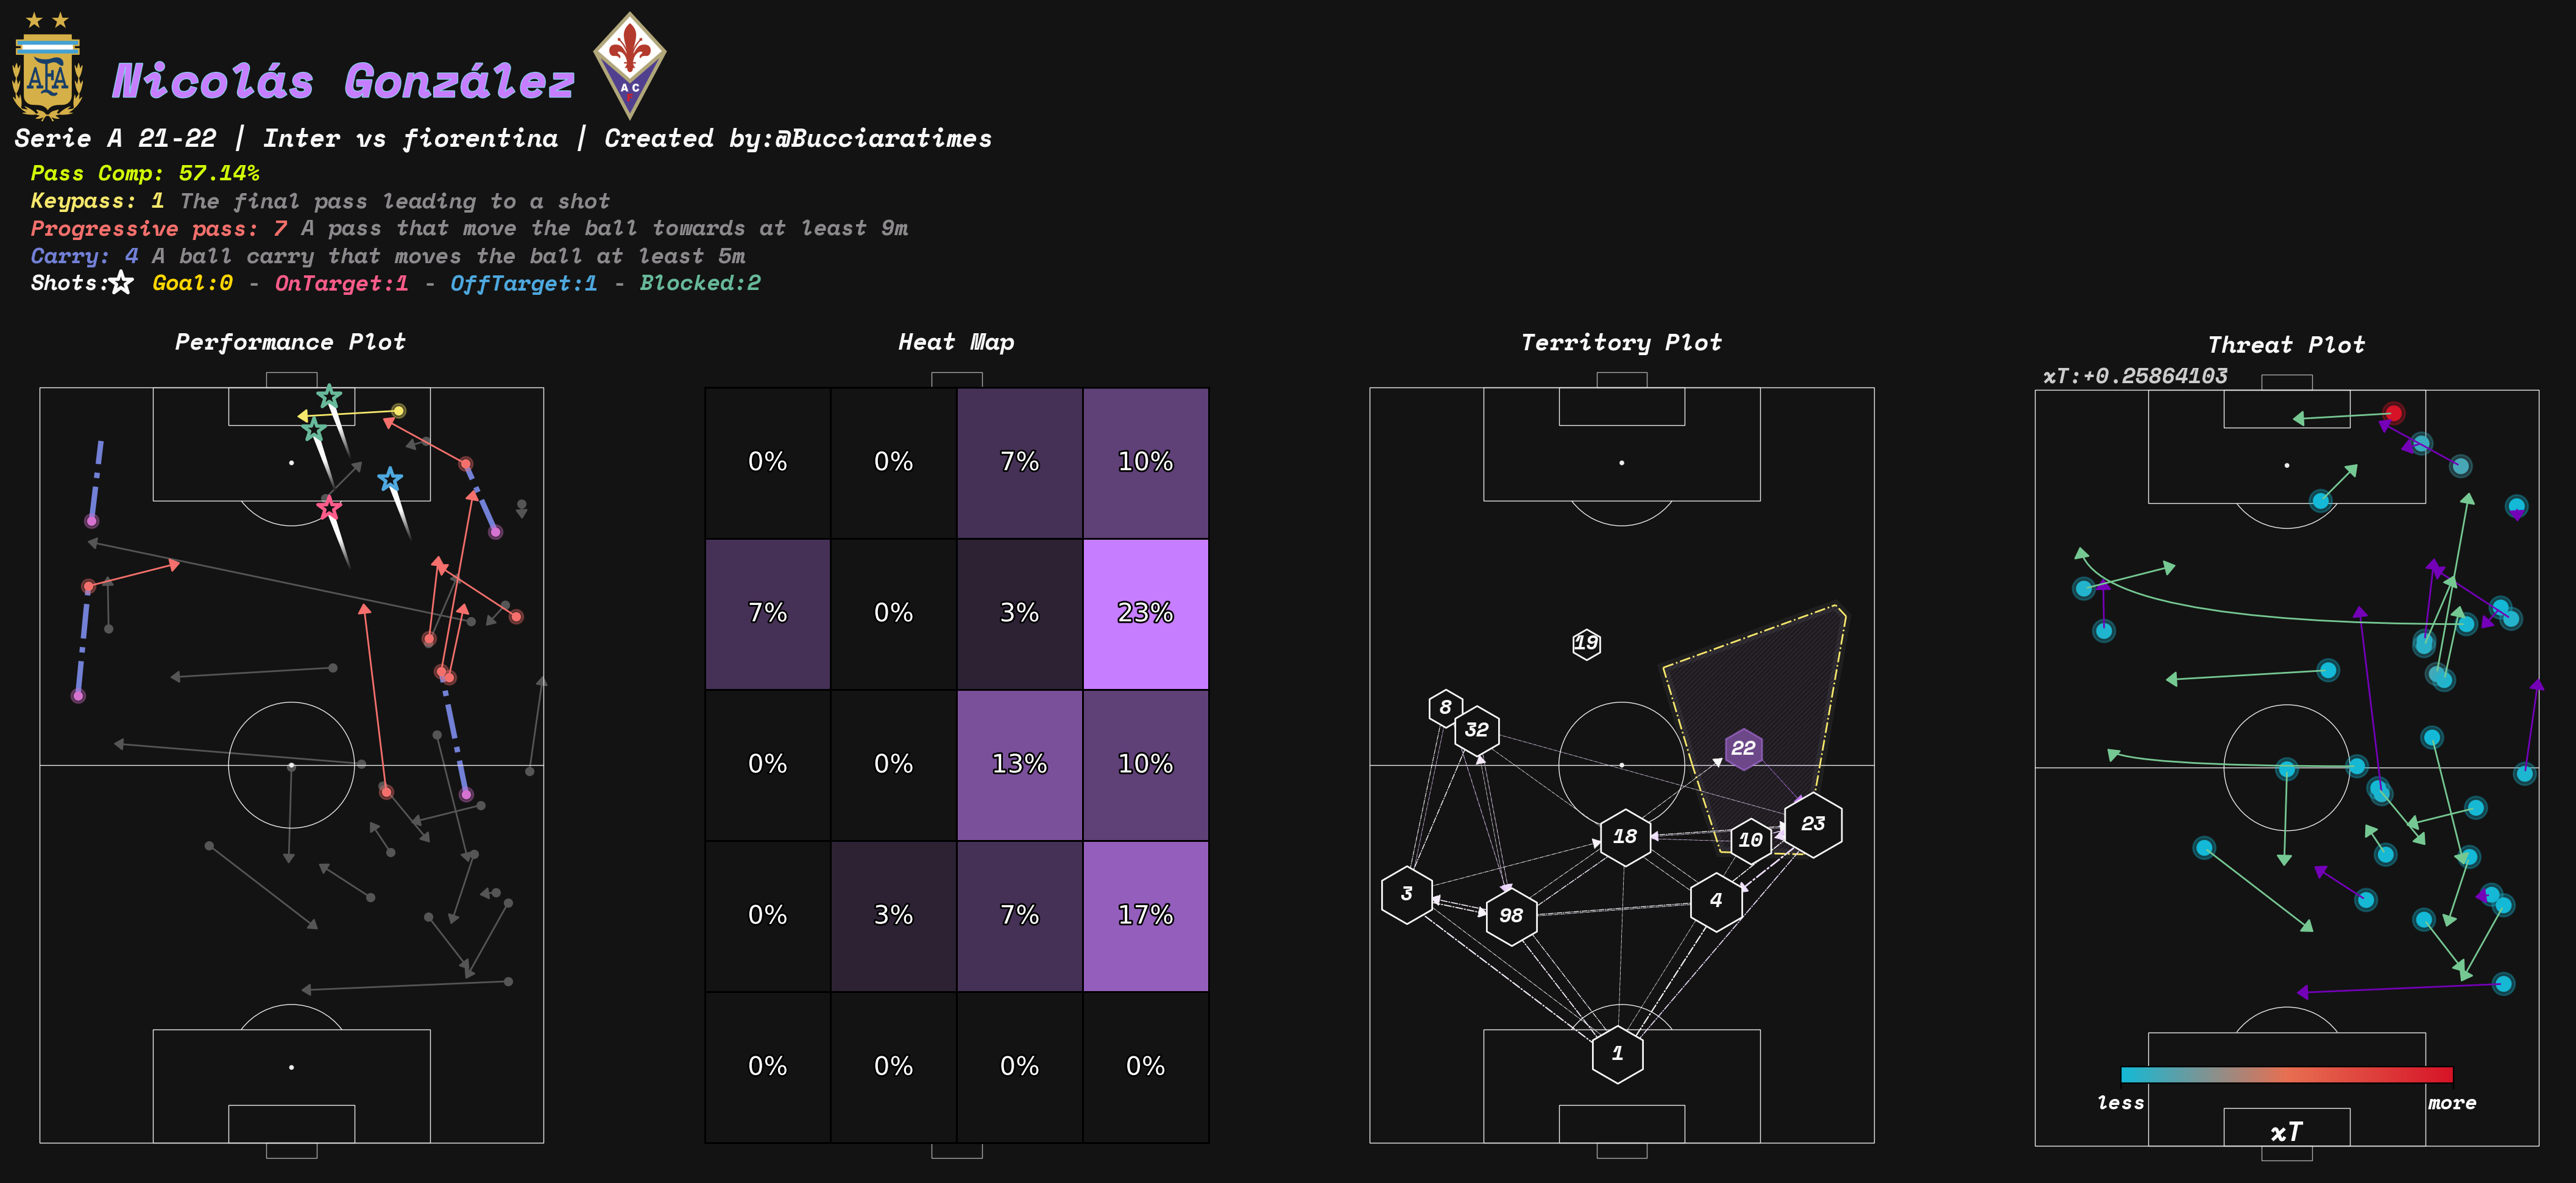 AFA
Nicolás González
AC
Serie A 21-22 | Inter vs fiorentina | Created by:@Bucciaratimes
Pass Comp: 57.14%
Keypass: 1 The final pass leading to a shot
Progressive pass: 7 A pass that move the ball towards at least 9m
Carry: 4 A ball carry that moves the ball at least 5m
Shots: Goal:0 - OnTarget:1 - OffTarget:1 - Blocked:2
Performance Plot
Heat Map
0% 0% 7% 10%
7% 0% 3% 23%
0% 0% 13% 10%
0% 3% 7% 17%
0% 0% 0% 0%
Territory Plot
19
8
32
22
23
18
10
3
4
98
1
Threat Plot
xT:+0.25864103
less
more
xT